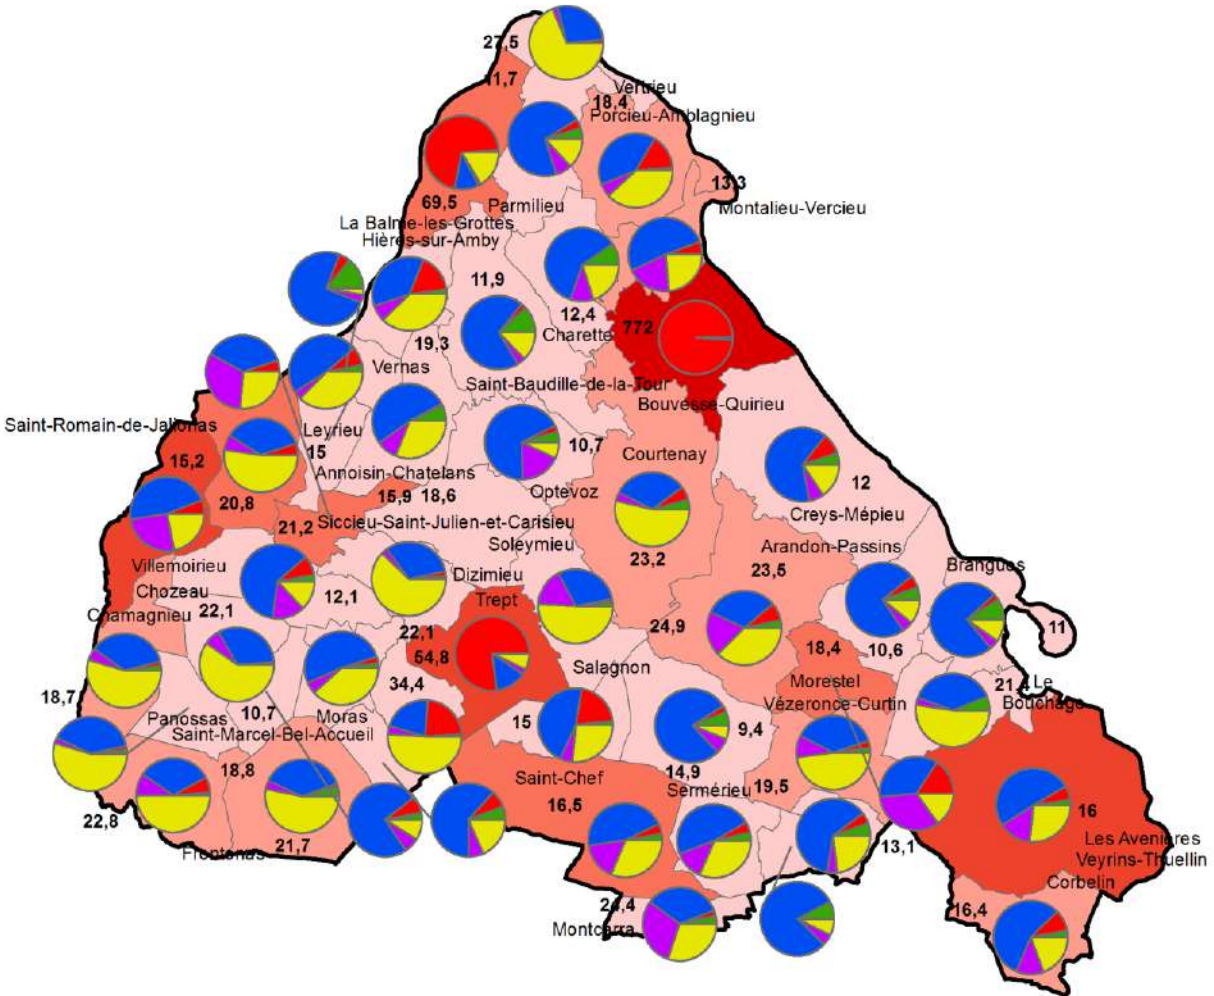 27,5
11,7
Vertrieu
18,4
Porcieu-Amblagnieu
13,3
Montalieu-Vercieu
69,5
Parmilieu
La Balme-les-Grottes
Hières-sur-Amby
11,9
12,4
Charette
772
19,3
Vernas
Saint-Baudille-de-la-Tour
Bouvesse-Quirieu
Saint-Romain-de-Jalionas
Leyrieu
15
10,7
Courtenay
15,2
Annoisin-Chatelans
Optevoz
12
20,8
15,9
18,6
Creys-Mépieu
21,2
Siccieu-Saint-Julien-et-Carisieu
Soleymieu
Arandon-Passins
23,2
Villemoirieu
Dizimieu
23,5
Brangues
Chozeau
12,1
Trept
Chamagnieu
22,1
22,1
24,9
11
54,8
18,4
10,6
Salagnon
34,4
Morestel
21,4
Le
Bouchage
18,7
Panossas
10,7
Moras
Vézeronce-Curtin
Saint-Marcel-Bel-Accueil
15
9,4
18,8
14,9
Saint-Chef
Sermérieu
19,5
16,5
16
22,8
21,7
Frontonas
13,1
Les Avenières
Veyrins-Thuellin
Corbelin
24,4
16,4
Montcarra